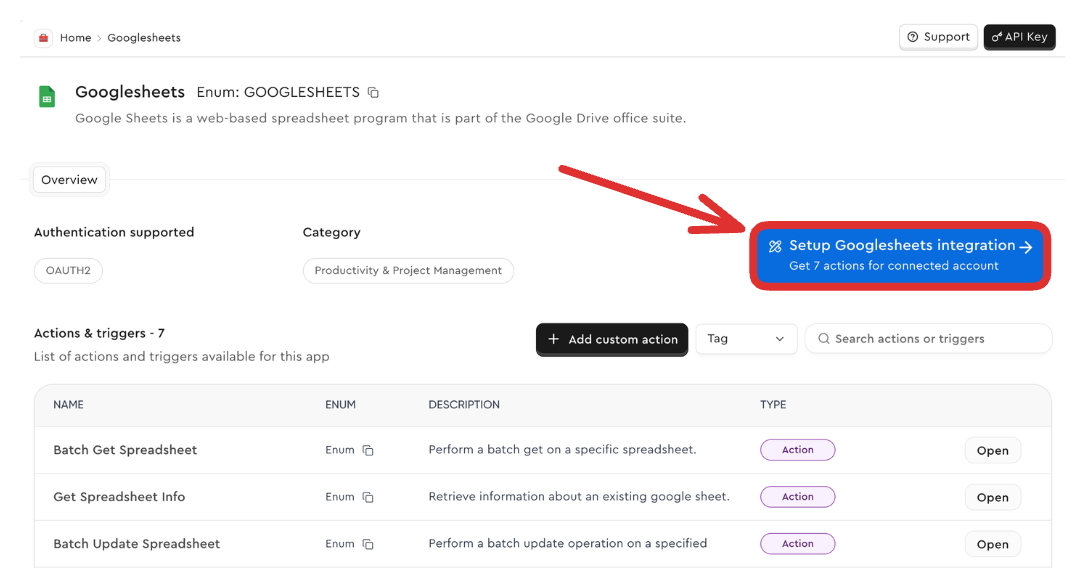 Home > Googlesheets
Support
API Key
Googlesheets Enum: GOOGLESHEETS
Google Sheets is a web-based spreadsheet program that is part of the Google Drive office suite.
Overview
Authentication supported
Category
OAUTH2
Productivity & Project Management
Setup Googlesheets integration
Get 7 actions for connected account
Actions & triggers - 7
List of actions and triggers available for this app
+ Add custom action
Tag
Search actions or triggers
NAME ENUM DESCRIPTION TYPE
Batch Get Spreadsheet Enum Perform a batch get on a specific spreadsheet. Action Open
Get Spreadsheet Info Enum Retrieve information about an existing google sheet. Action Open
Batch Update Spreadsheet Enum Perform a batch update operation on a specified Action Open